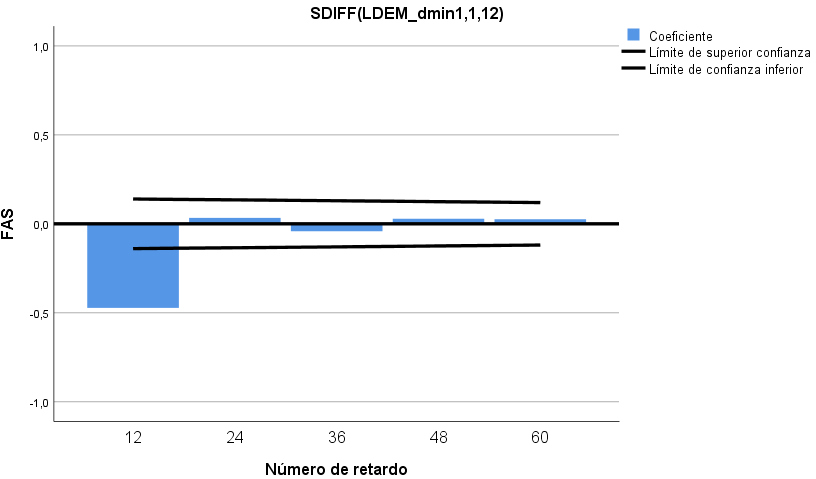 SDIFF(LDEM_dmin1,1,12)
Coeficiente
Límite de superior confianza
Límite de confianza inferior
1,0
0,5
0,0
-0,5
-1,0
FAS
12 24 36 48 60
Número de retardo